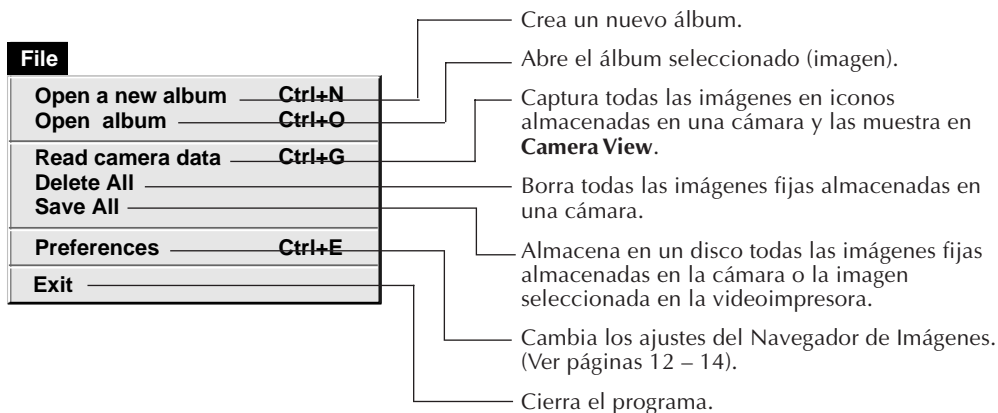 File
Open a new album Ctrl+N
Open album Ctrl+O
Read camera data Ctrl+G
Delete All
Save All
Preferences Ctrl+E
Exit
Crea un nuevo álbum.
Abre el álbum seleccionado (imagen).
Captura todas las imágenes en iconos
almacenadas en una cámara y las muestra en
Camera View.
Borra todas las imágenes fijas almacenadas en
una cámara.
Almacena en un disco todas las imágenes fijas
almacenadas en la cámara o la imagen
seleccionada en la videoimpresora.
Cambia los ajustes del Navegador de Imágenes.
(Ver páginas 12 – 14).
Cierra el programa.